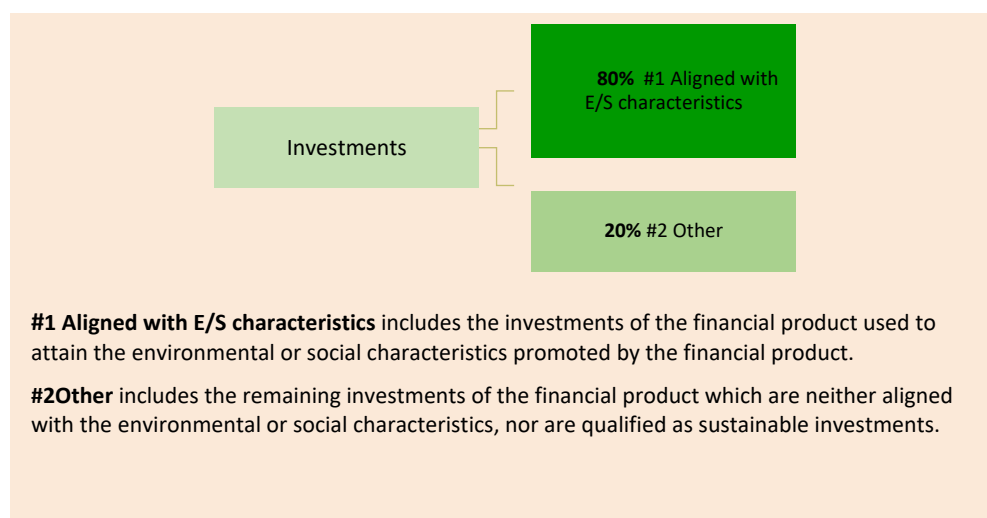 80% #1 Aligned with
E/S characteristics
Investments
20% #2 Other
#1 Aligned with E/S characteristics includes the investments of the financial product used to
attain the environmental or social characteristics promoted by the financial product.
#2Other includes the remaining investments of the financial product which are neither aligned
with the environmental or social characteristics, nor are qualified as sustainable investments.